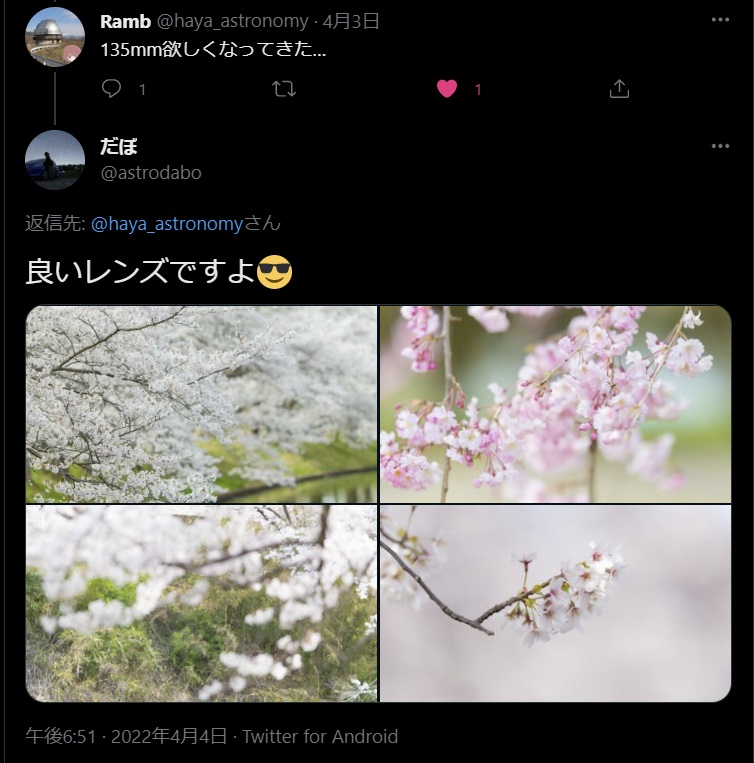 Ramb @haya_astronomy · 4月3日
135mm欲しくなってきた...
1
1
だぼ
@astrodabo
返信先: @haya_astronomyさん
良いレンズですよ😎
午後6:51 · 2022年4月4日 · Twitter for Android